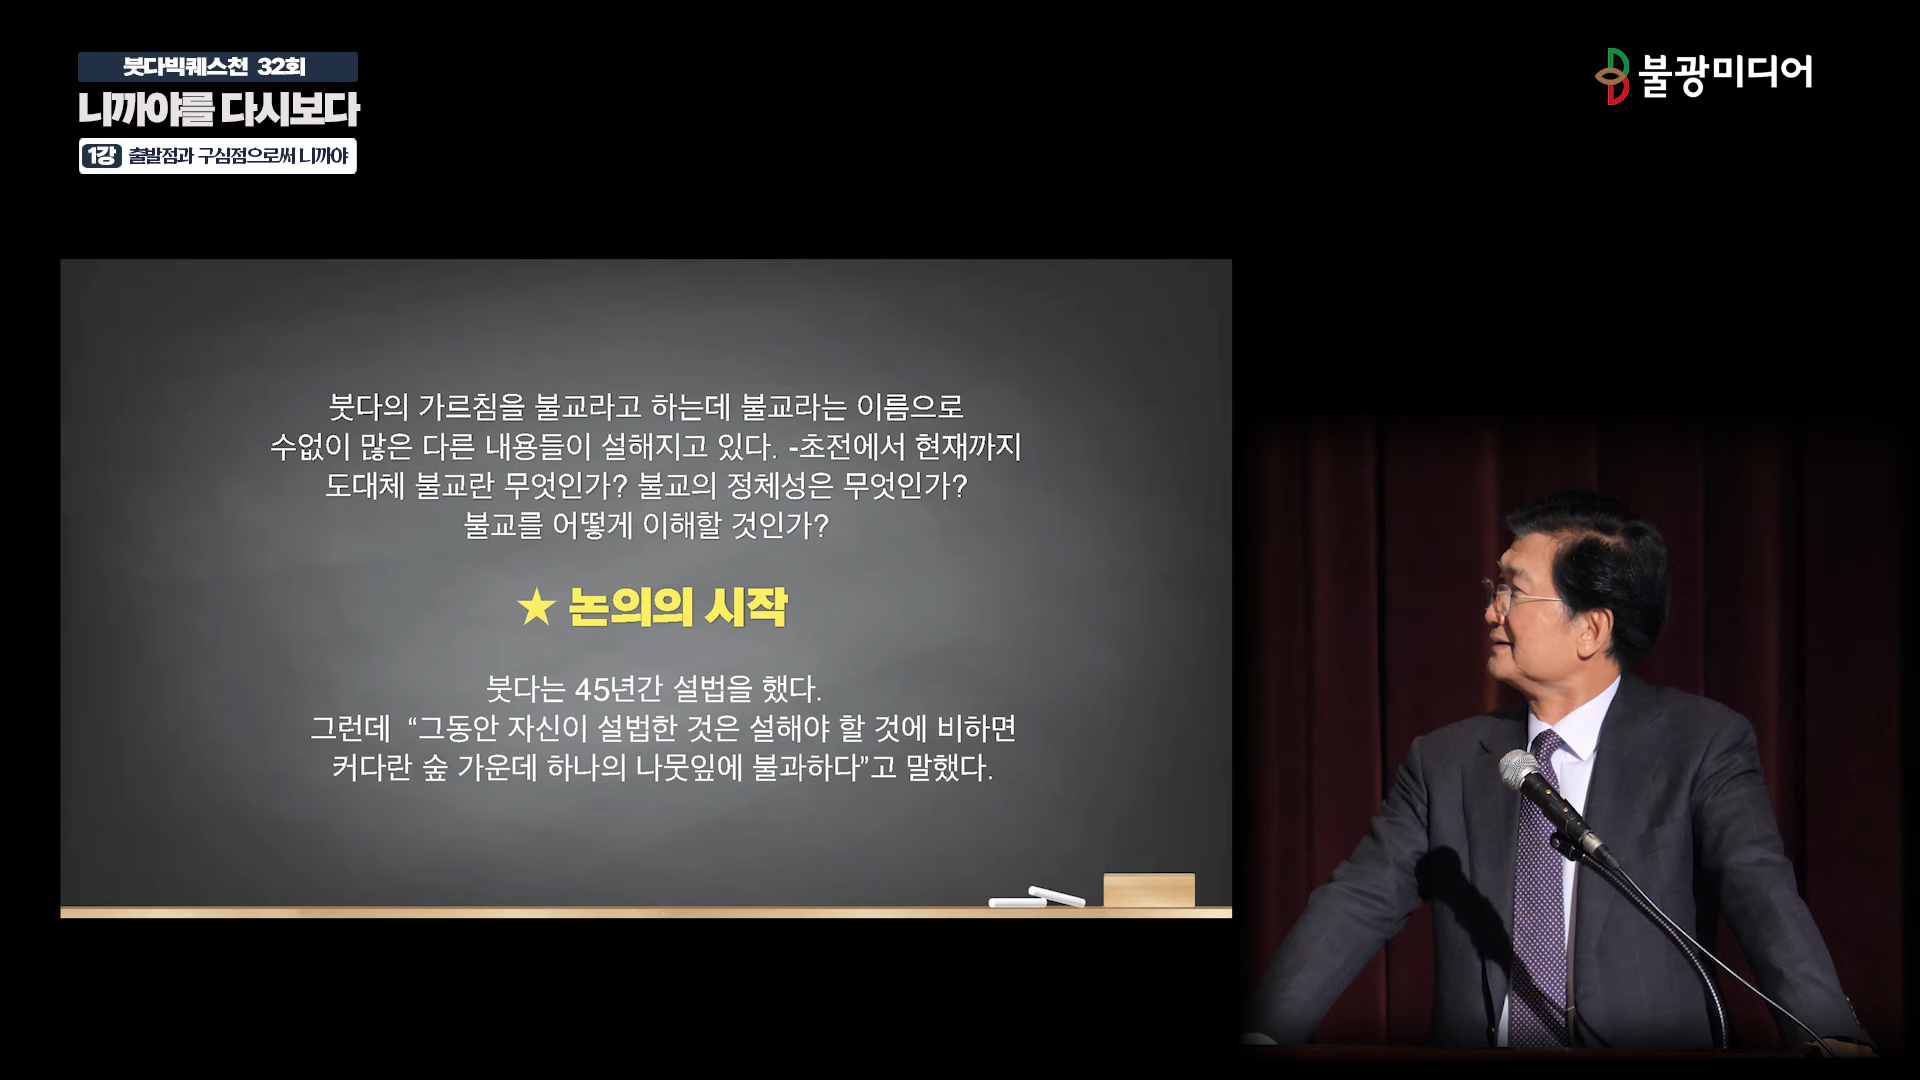 붓다빅퀘스천 32회
니까야를 다시보다
1강 출발점과 구심점으로써 니까야
불광미디어
붓다의 가르침을 불교라고 하는데 불교라는 이름으로
수없이 많은 다른 내용들이 설해지고 있다. -초전에서 현재까지
도대체 불교란 무엇인가? 불교의 정체성은 무엇인가?
불교를 어떻게 이해할 것인가?
★ 논의의 시작
붓다는 45년간 설법을 했다.
그런데 “그동안 자신이 설법한 것은 설해야 할 것에 비하면
커다란 숲 가운데 하나의 나뭇잎에 불과하다”고 말했다.